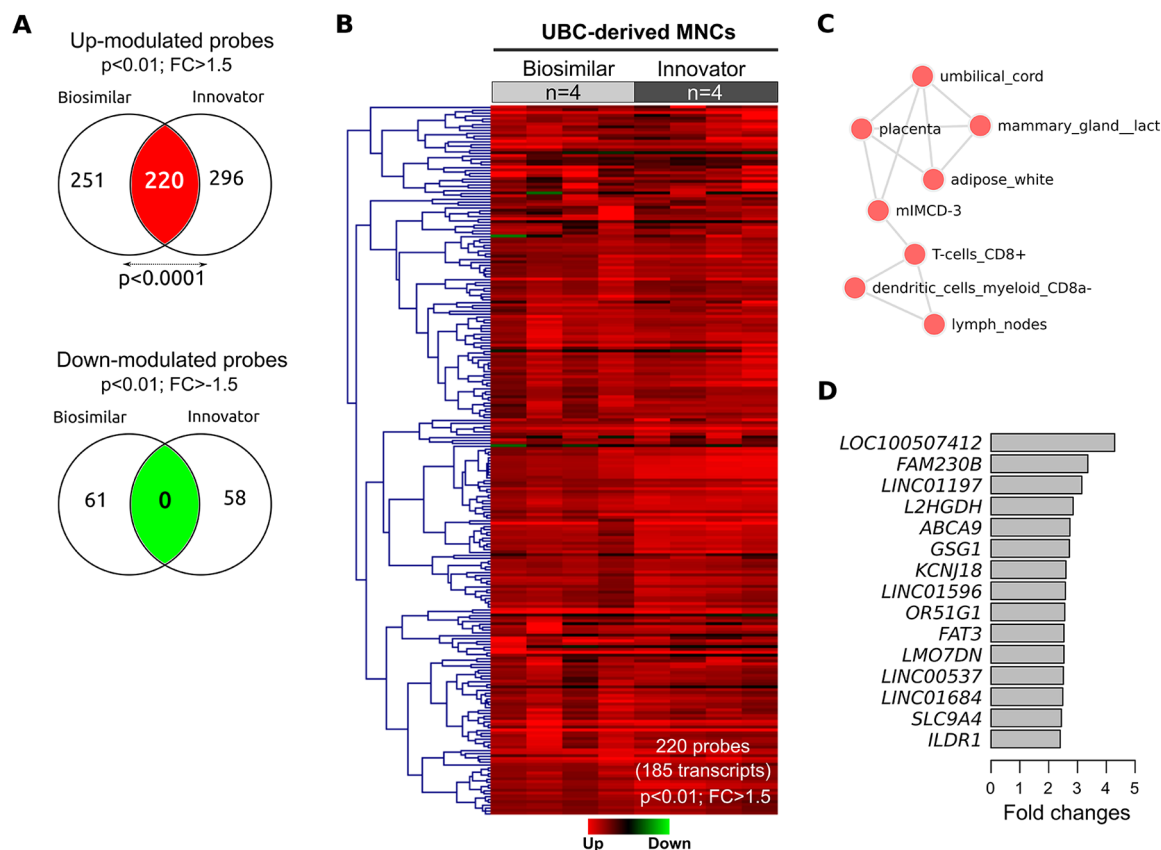 A
Up-modulated probes
p<0.01; FC>1.5
Biosimilar
Innovator
251
220
296
p<0.0001
Down-modulated probes
p<0.01; FC>-1.5
Biosimilar
Innovator
61
0
58
B
UBC-derived MNCs
Biosimilar
Innovator
n=4
n=4
220 probes
(185 transcripts)
p<0.01; FC>1.5
Up
Down
C
umbilical_cord
placenta
mammary_gland__lact
adipose_white
mIMCD-3
T-cells_CD8+
dendritic_cells_myeloid_CD8a-
lymph_nodes
D
LOC100507412
FAM230B
LINC01197
L2HGDH
ABCA9
GSG1
KCNJ18
LINC01596
OR51G1
FAT3
LMO7DN
LINC00537
LINC01684
SLC9A4
ILDR1
0 1 2 3 4 5
Fold changes